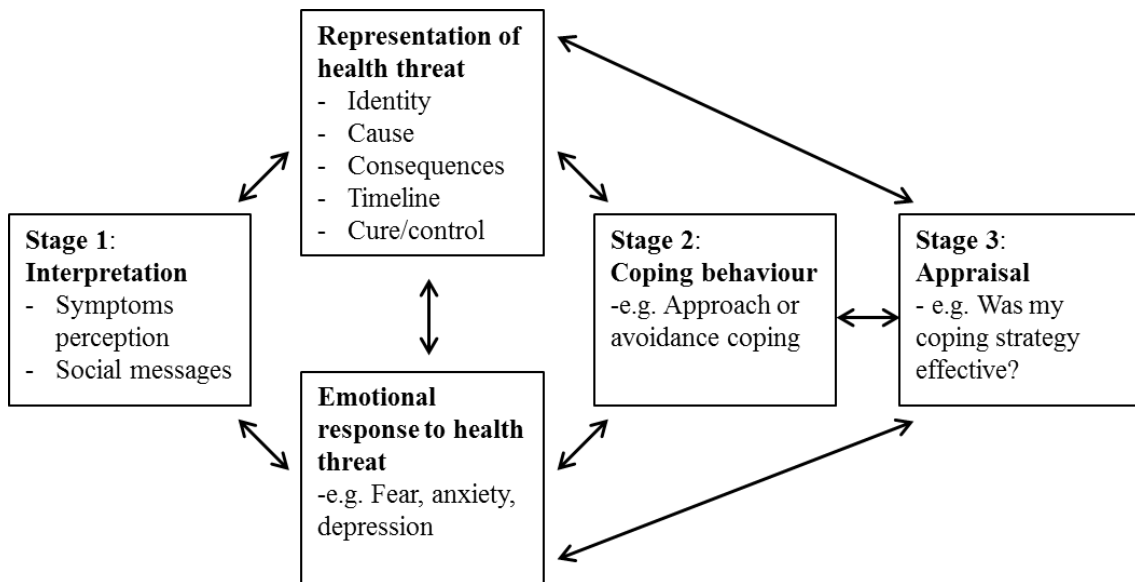 Representation of
health threat
- Identity
- Cause
- Consequences
- Timeline
- Cure/control
Stage 1:
Interpretation
- Symptoms
perception
- Social messages
Stage 2:
Coping behaviour
-e.g. Approach or
avoidance coping
Stage 3:
Appraisal
- e.g. Was my
coping strategy
effective?
Emotional
response to health
threat
-e.g. Fear, anxiety,
depression